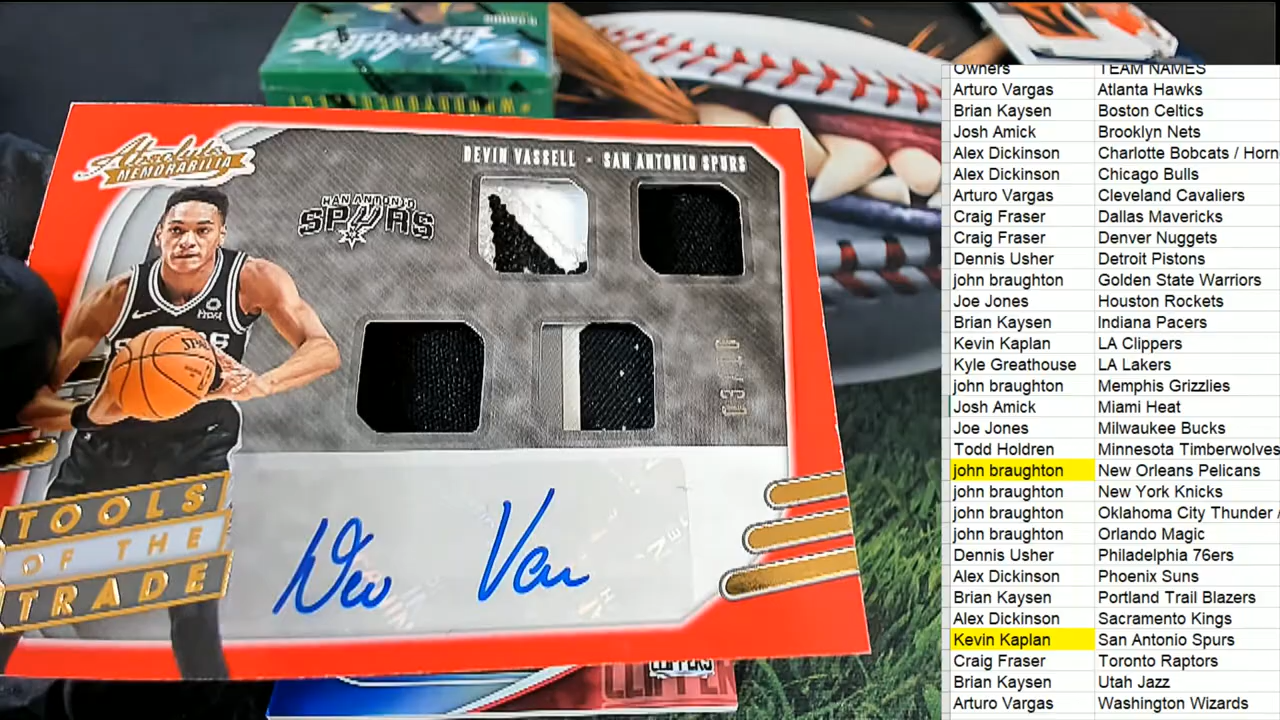 Absolute
MEMORABILIA
DEVIN VASSELL - SAN ANTONIO SPURS
SAN ANTONIO
SPURS
03/10
TOOLS
OF THE
TRADE
CLIPPERS
Owners TEAM NAMES
Arturo Vargas Atlanta Hawks
Brian Kaysen Boston Celtics
Josh Amick Brooklyn Nets
Alex Dickinson Charlotte Bobcats / Horn
Alex Dickinson Chicago Bulls
Arturo Vargas Cleveland Cavaliers
Craig Fraser Dallas Mavericks
Craig Fraser Denver Nuggets
Dennis Usher Detroit Pistons
john braughton Golden State Warriors
Joe Jones Houston Rockets
Brian Kaysen Indiana Pacers
Kevin Kaplan LA Clippers
Kyle Greathouse LA Lakers
john braughton Memphis Grizzlies
Josh Amick Miami Heat
Joe Jones Milwaukee Bucks
Todd Holdren Minnesota Timberwolves
john braughton New Orleans Pelicans
john braughton New York Knicks
john braughton Oklahoma City Thunder /
john braughton Orlando Magic
Dennis Usher Philadelphia 76ers
Alex Dickinson Phoenix Suns
Brian Kaysen Portland Trail Blazers
Alex Dickinson Sacramento Kings
Kevin Kaplan San Antonio Spurs
Craig Fraser Toronto Raptors
Brian Kaysen Utah Jazz
Arturo Vargas Washington Wizards